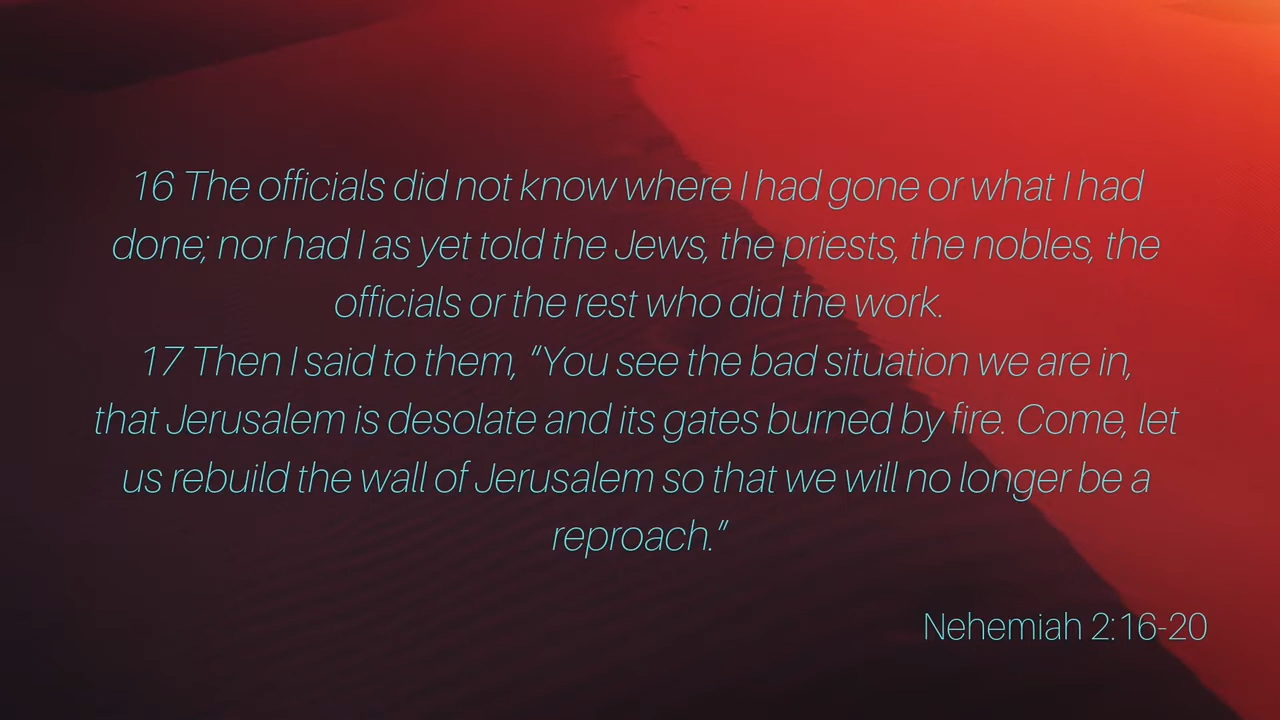 16 The officials did not know where I had gone or what I had
done; nor had I as yet told the Jews, the priests, the nobles, the
officials or the rest who did the work.
17 Then I said to them, “You see the bad situation we are in,
that Jerusalem is desolate and its gates burned by fire. Come, let
us rebuild the wall of Jerusalem so that we will no longer be a
reproach.”
Nehemiah 2:16-20